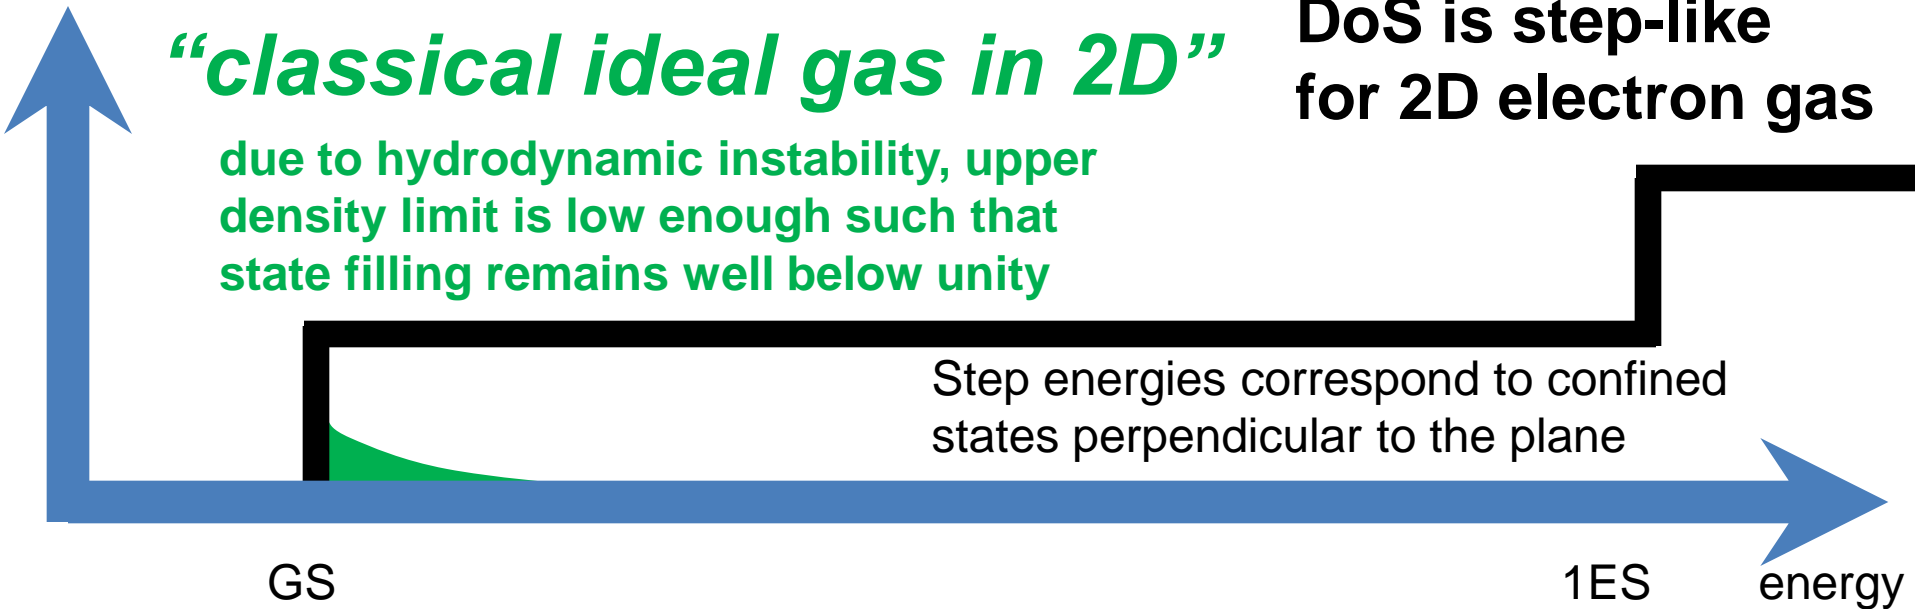 “classical ideal gas in 2D”
DoS is step-like
for 2D electron gas
due to hydrodynamic instability, upper
density limit is low enough such that
state filling remains well below unity
Step energies correspond to confined
states perpendicular to the plane
GS
1ES
energy